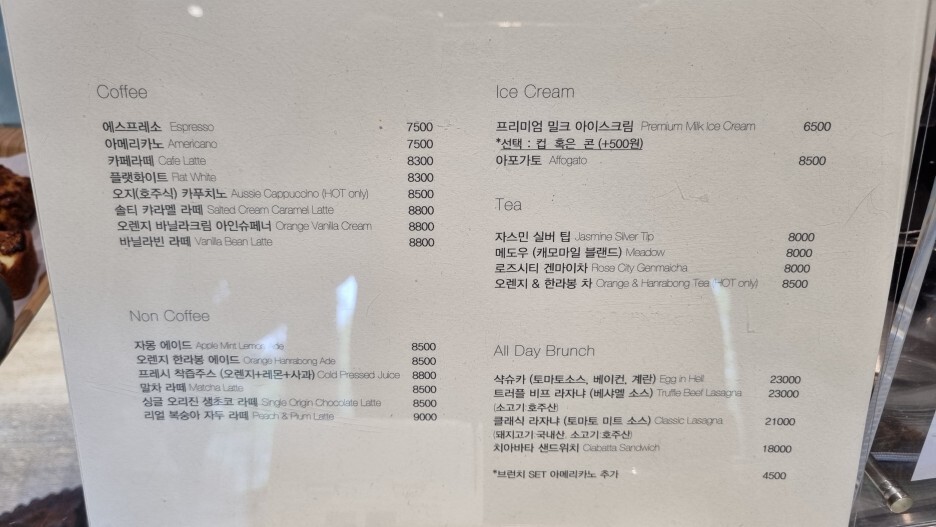 Coffee
에스프레소 Espresso 7500
아메리카노 Americano 7500
카페라떼 Cafe Latte 8300
플랫화이트 Flat White 8300
오지(호주식) 카푸치노 Aussie Cappuccino (HOT only) 8500
솔티 캬라멜 라떼 Salted Cream Caramel Latte 8800
오렌지 바닐라크림 아인슈페너 Orange Vanilla Cream 8800
바닐라빈 라떼 Vanilla Bean Latte 8800
Non Coffee
자몽 에이드 Apple Mint Lemon Ade 8500
오렌지 한라봉 에이드 Orange Hanrabong Ade 8500
프레시 착즙주스 (오렌지+레몬+사과) Cold Pressed Juice 8800
말차 라떼 Matcha Latte 8500
싱글 오리진 생초코 라떼 Single Origin Chocolate Latte 8500
리얼 복숭아 자두 라떼 Peach & Plum Latte 9000
Ice Cream
프리미엄 밀크 아이스크림 Premium Milk Ice Cream 6500
*선택 : 컵 혹은 콘 (+500원)
아포가토 Affogato 8500
Tea
자스민 실버 팁 Jasmine Silver Tip 8000
메도우 (캐모마일 블랜드) Meadow 8000
로즈시티 겐마이차 Rose City Genmaicha 8000
오렌지 & 한라봉 차 Orange & Hanrabong Tea (HOT only) 8500
All Day Brunch
샥슈카 (토마토소스, 베이컨, 계란) Egg in Hell 23000
트러플 비프 라자냐 (베샤멜 소스) Truffle Beef Lasagna 23000
(소고기:호주산)
클래식 라자냐 (토마토 미트 소스) Classic Lasagna 21000
(돼지고기:국내산, 소고기:호주산)
치아바타 샌드위치 Ciabatta Sandwich 18000
*브런치 SET 아메리카노 추가 4500